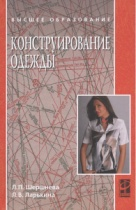 ВЫСШЕЕ ОБРАЗОВАНИЕ
КОНСТРУИРОВАНИЕ
ОДЕЖДЫ
Л.П. Шершнева
Л.В. Ларькина